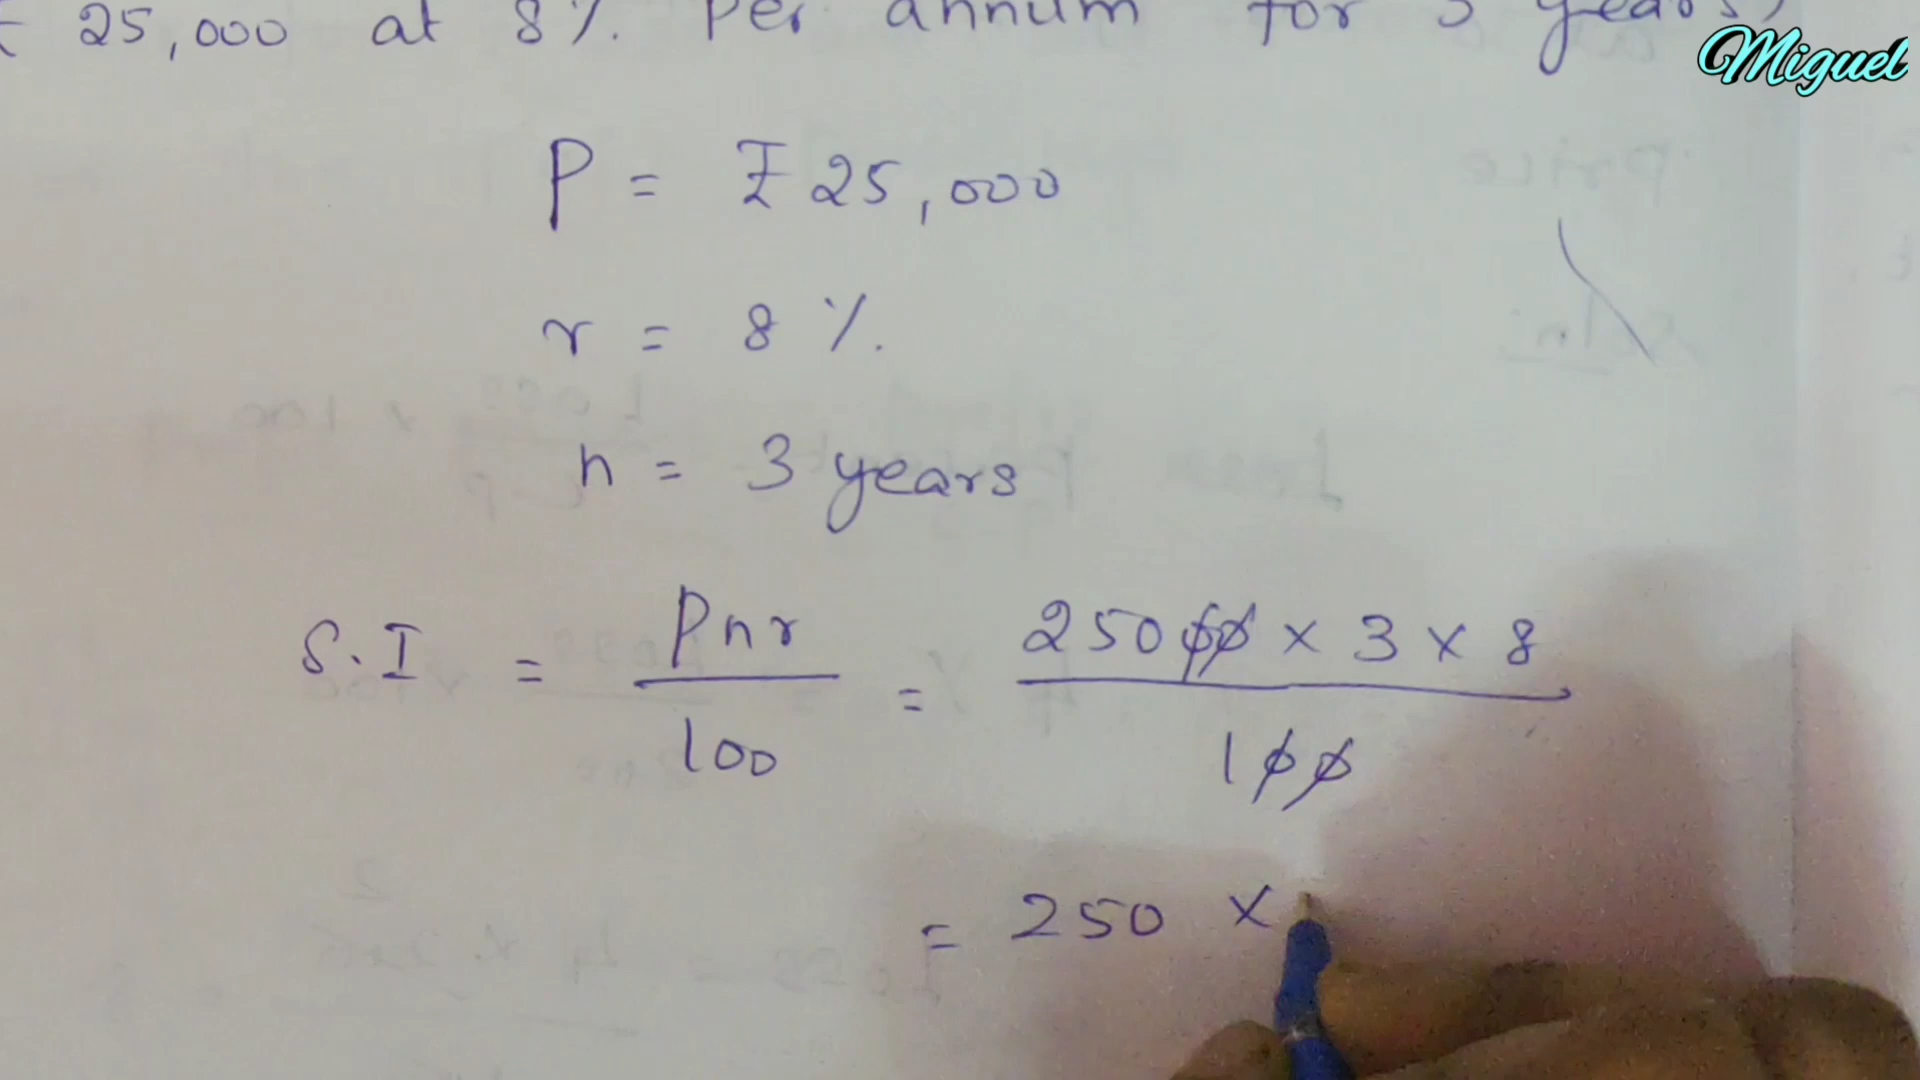 ₹ 25,000 at 8%. Per annum for 3 years,
Miguel
P = ₹ 25,000
r = 8 %.
n = 3 years
S.I = Pnr / 100 = 25000 × 3 × 8 / 100
= 250 ×